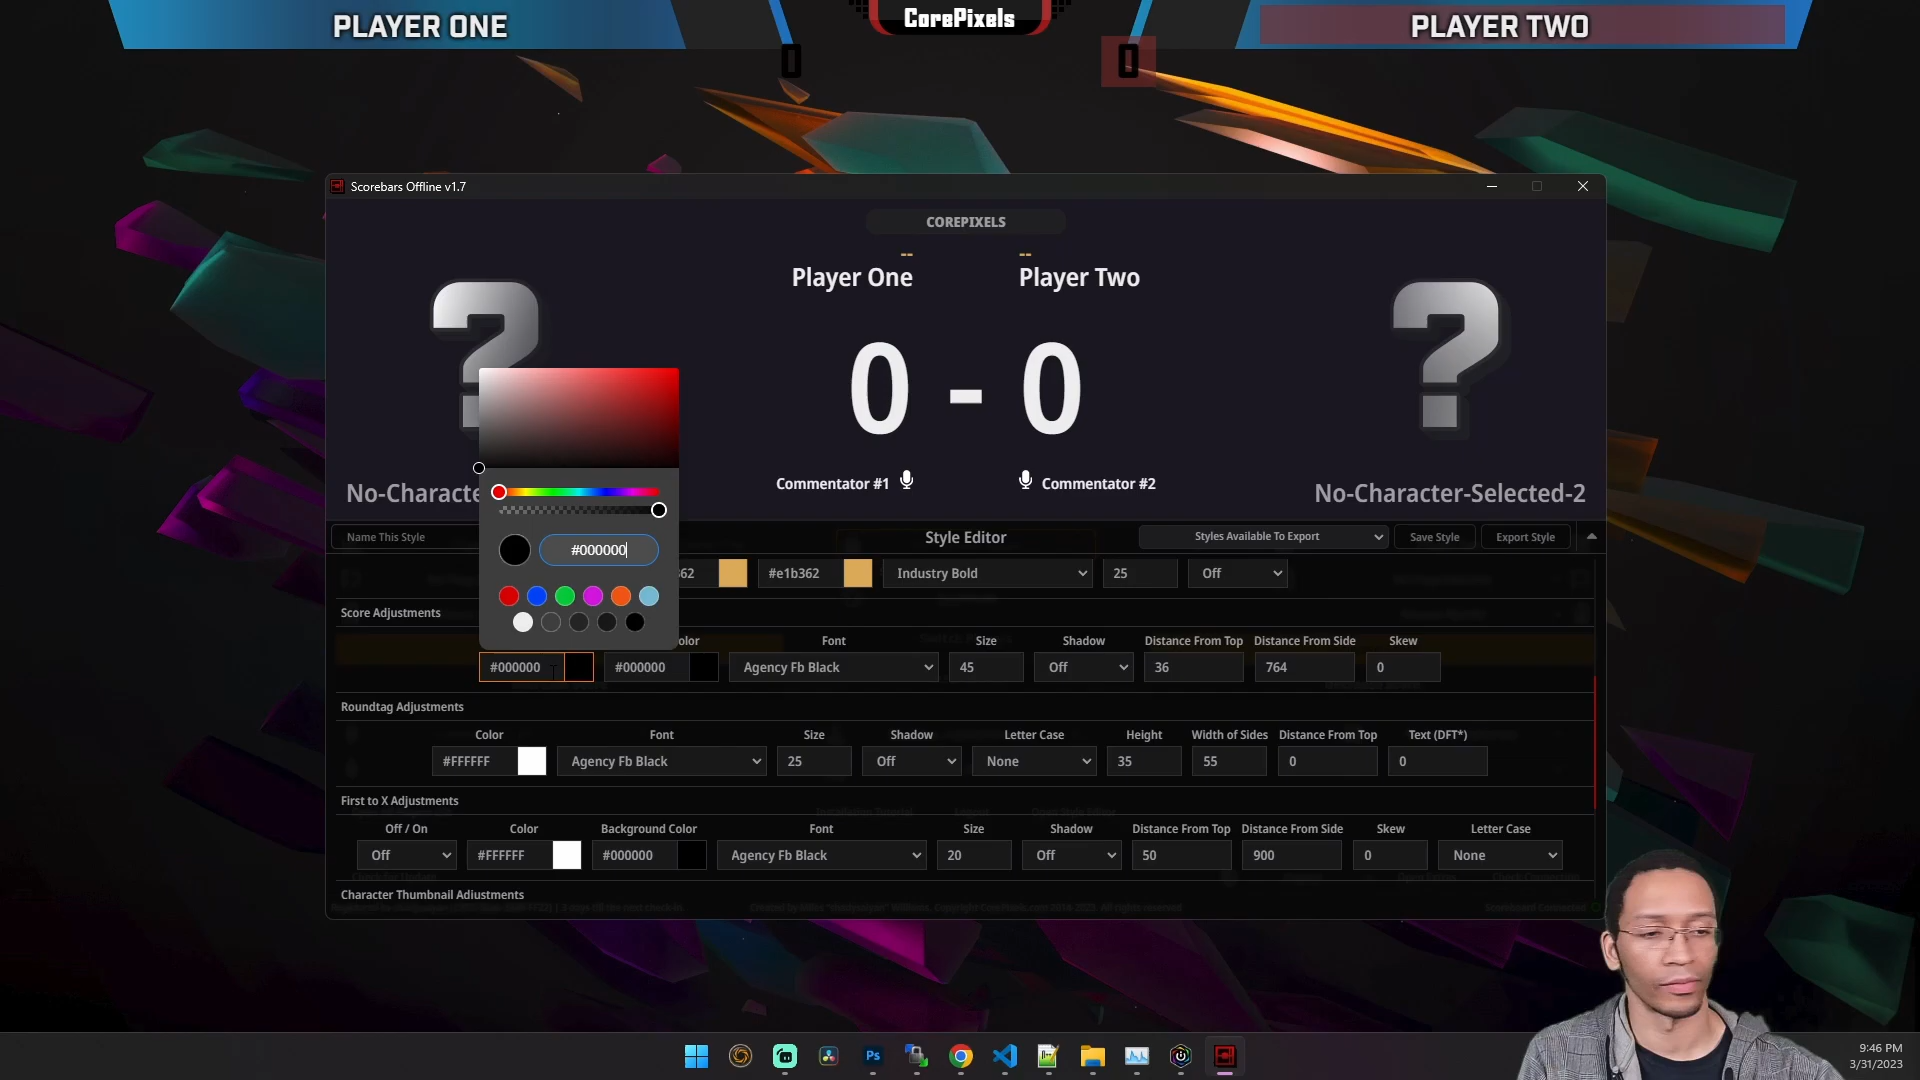 PLAYER ONE
CorePixels
PLAYER TWO
0
0
Scorebars Offline v1.7
COREPIXELS
--
--
Player One
Player Two
0 - 0
Commentator #1
Commentator #2
No-Characte
No-Character-Selected-2
Name This Style
Style Editor
Styles Available To Export
Save Style
Export Style
#000000
62
#e1b362
Industry Bold
25
Off
Score Adjustments
olor
Font
Size
Shadow
Distance From Top
Distance From Side
Skew
#000000
#000000
Agency Fb Black
45
Off
36
764
0
Roundtag Adjustments
Color
Font
Size
Shadow
Letter Case
Height
Width of Sides
Distance From Top
Text (DFT*)
#FFFFFF
Agency Fb Black
25
Off
None
35
55
0
0
First to X Adjustments
Off / On
Color
Background Color
Font
Size
Shadow
Distance From Top
Distance From Side
Skew
Letter Case
Off
#FFFFFF
#000000
Agency Fb Black
20
Off
50
900
0
None
Character Thumbnail Adjustments
Ps
9:46 PM
3/31/2023